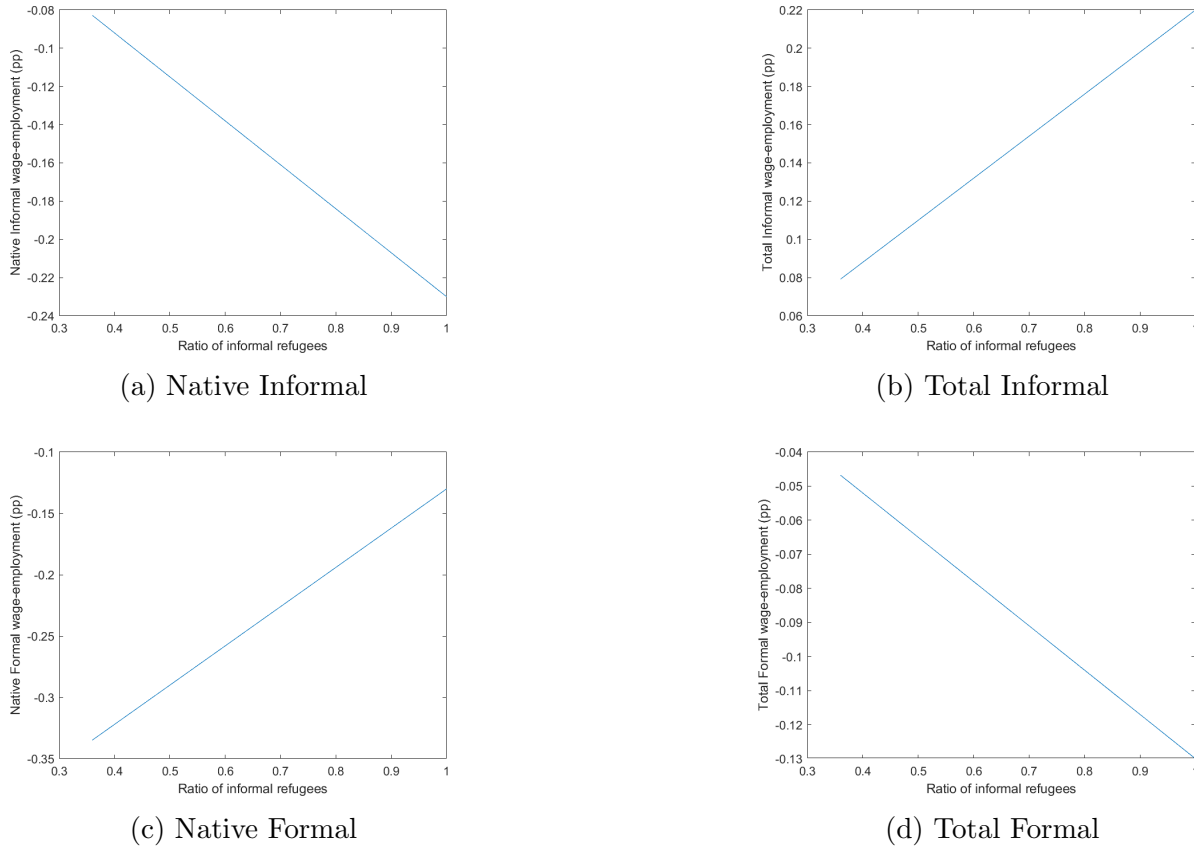 -0.08
-0.1
-0.12
-0.14
-0.16
-0.18
-0.2
-0.22
-0.24
Native Informal wage-employment (pp)
0.3 0.4 0.5 0.6 0.7 0.8 0.9 1
Ratio of informal refugees
(a) Native Informal
0.22
0.2
0.18
0.16
0.14
0.12
0.1
0.08
0.06
Total Informal wage-employment (pp)
0.3 0.4 0.5 0.6 0.7 0.8 0.9 1
Ratio of informal refugees
(b) Total Informal
-0.1
-0.15
-0.2
-0.25
-0.3
-0.35
Native Formal wage-employment (pp)
0.3 0.4 0.5 0.6 0.7 0.8 0.9 1
Ratio of informal refugees
(c) Native Formal
-0.04
-0.05
-0.06
-0.07
-0.08
-0.09
-0.1
-0.11
-0.12
-0.13
Total Formal wage-employment (pp)
0.3 0.4 0.5 0.6 0.7 0.8 0.9 1
Ratio of informal refugees
(d) Total Formal